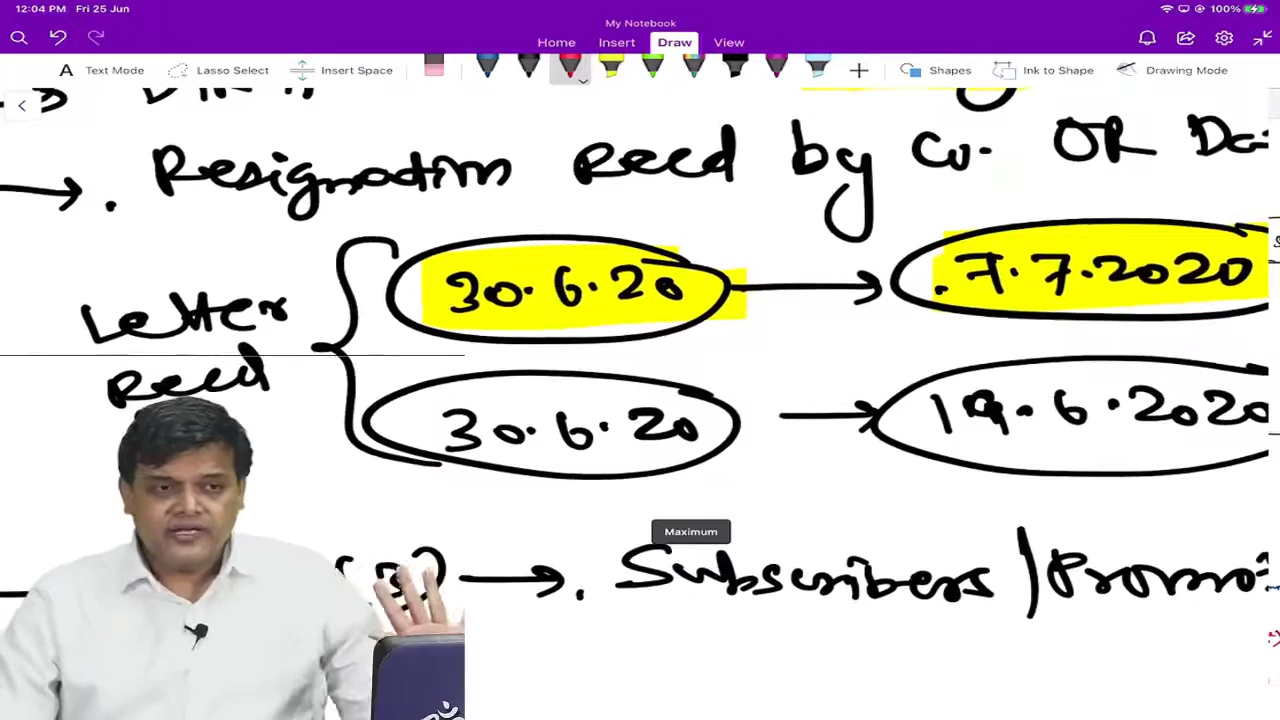 12:04 PM Fri 25 Jun
100%
My Notebook
Home Insert Draw View
A Text Mode Lasso Select Insert Space Shapes Ink to Shape Drawing Mode
Resignation Recd by Co. OR Da
Letter Recd
30.6.20 → .7.7.2020
30.6.20 → 19.6.2020
Maximum
→ . Subscribers / Promo